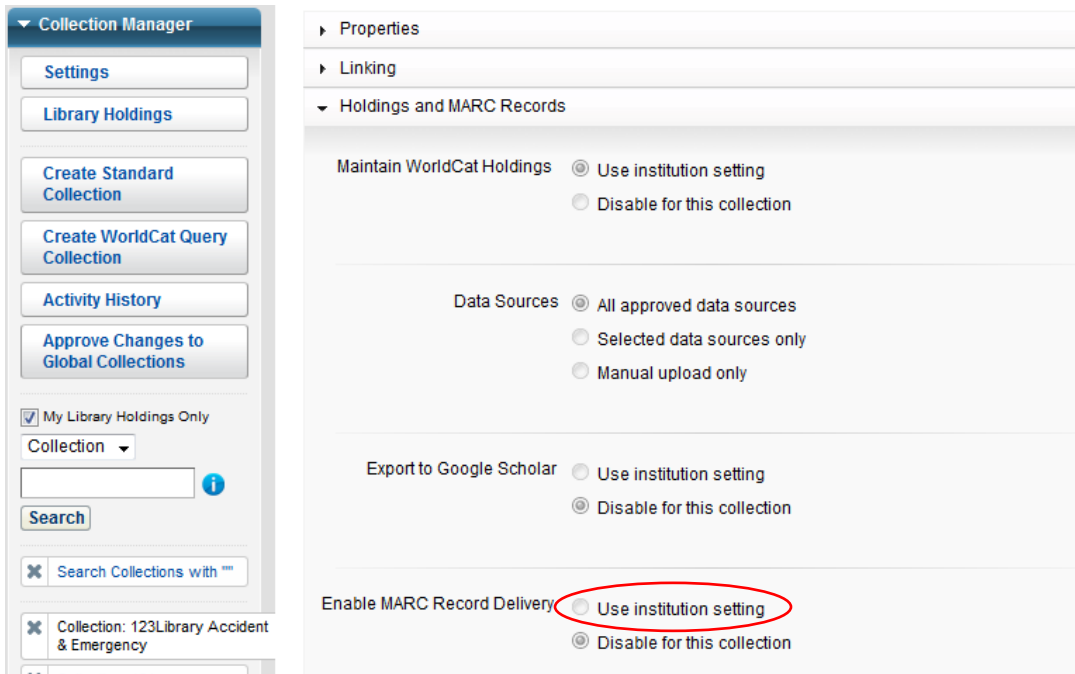 Collection Manager
Settings
Library Holdings
Create Standard
Collection
Create WorldCat Query
Collection
Activity History
Approve Changes to
Global Collections
My Library Holdings Only
Collection
Search
Search Collections with ""
Collection: 123Library Accident
& Emergency
Properties
Linking
Holdings and MARC Records
Maintain WorldCat Holdings Use institution setting
Disable for this collection
Data Sources All approved data sources
Selected data sources only
Manual upload only
Export to Google Scholar Use institution setting
Disable for this collection
Enable MARC Record Delivery Use institution setting
Disable for this collection